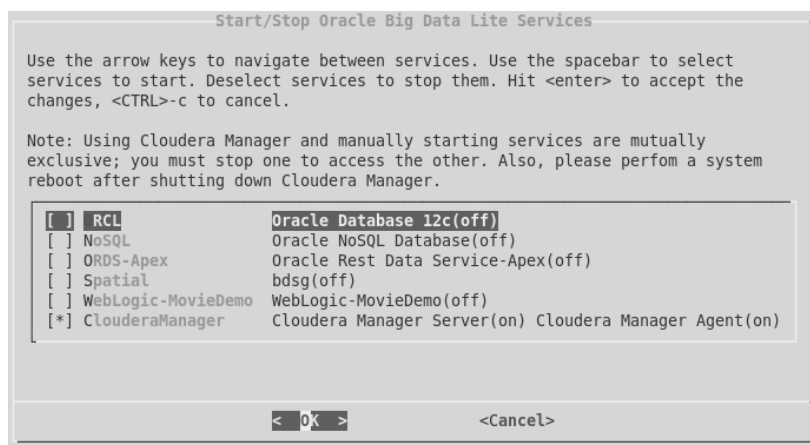 Start/Stop Oracle Big Data Lite Services
Use the arrow keys to navigate between services. Use the spacebar to select
services to start. Deselect services to stop them. Hit <enter> to accept the
changes, <CTRL>-c to cancel.
Note: Using Cloudera Manager and manually starting services are mutually
exclusive; you must stop one to access the other. Also, please perfom a system
reboot after shutting down Cloudera Manager.
[ ] RCL Oracle Database 12c(off)
[ ] NoSQL Oracle NoSQL Database(off)
[ ] ORDS-Apex Oracle Rest Data Service-Apex(off)
[ ] Spatial bdsg(off)
[ ] WebLogic-MovieDemo WebLogic-MovieDemo(off)
[*] ClouderaManager Cloudera Manager Server(on) Cloudera Manager Agent(on)
< OK > <Cancel>